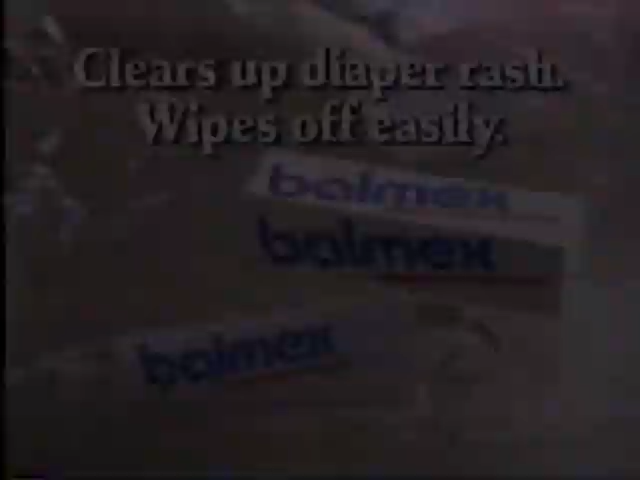 Clears up diaper rash.
Wipes off easily.
balmex
balmex
balmex